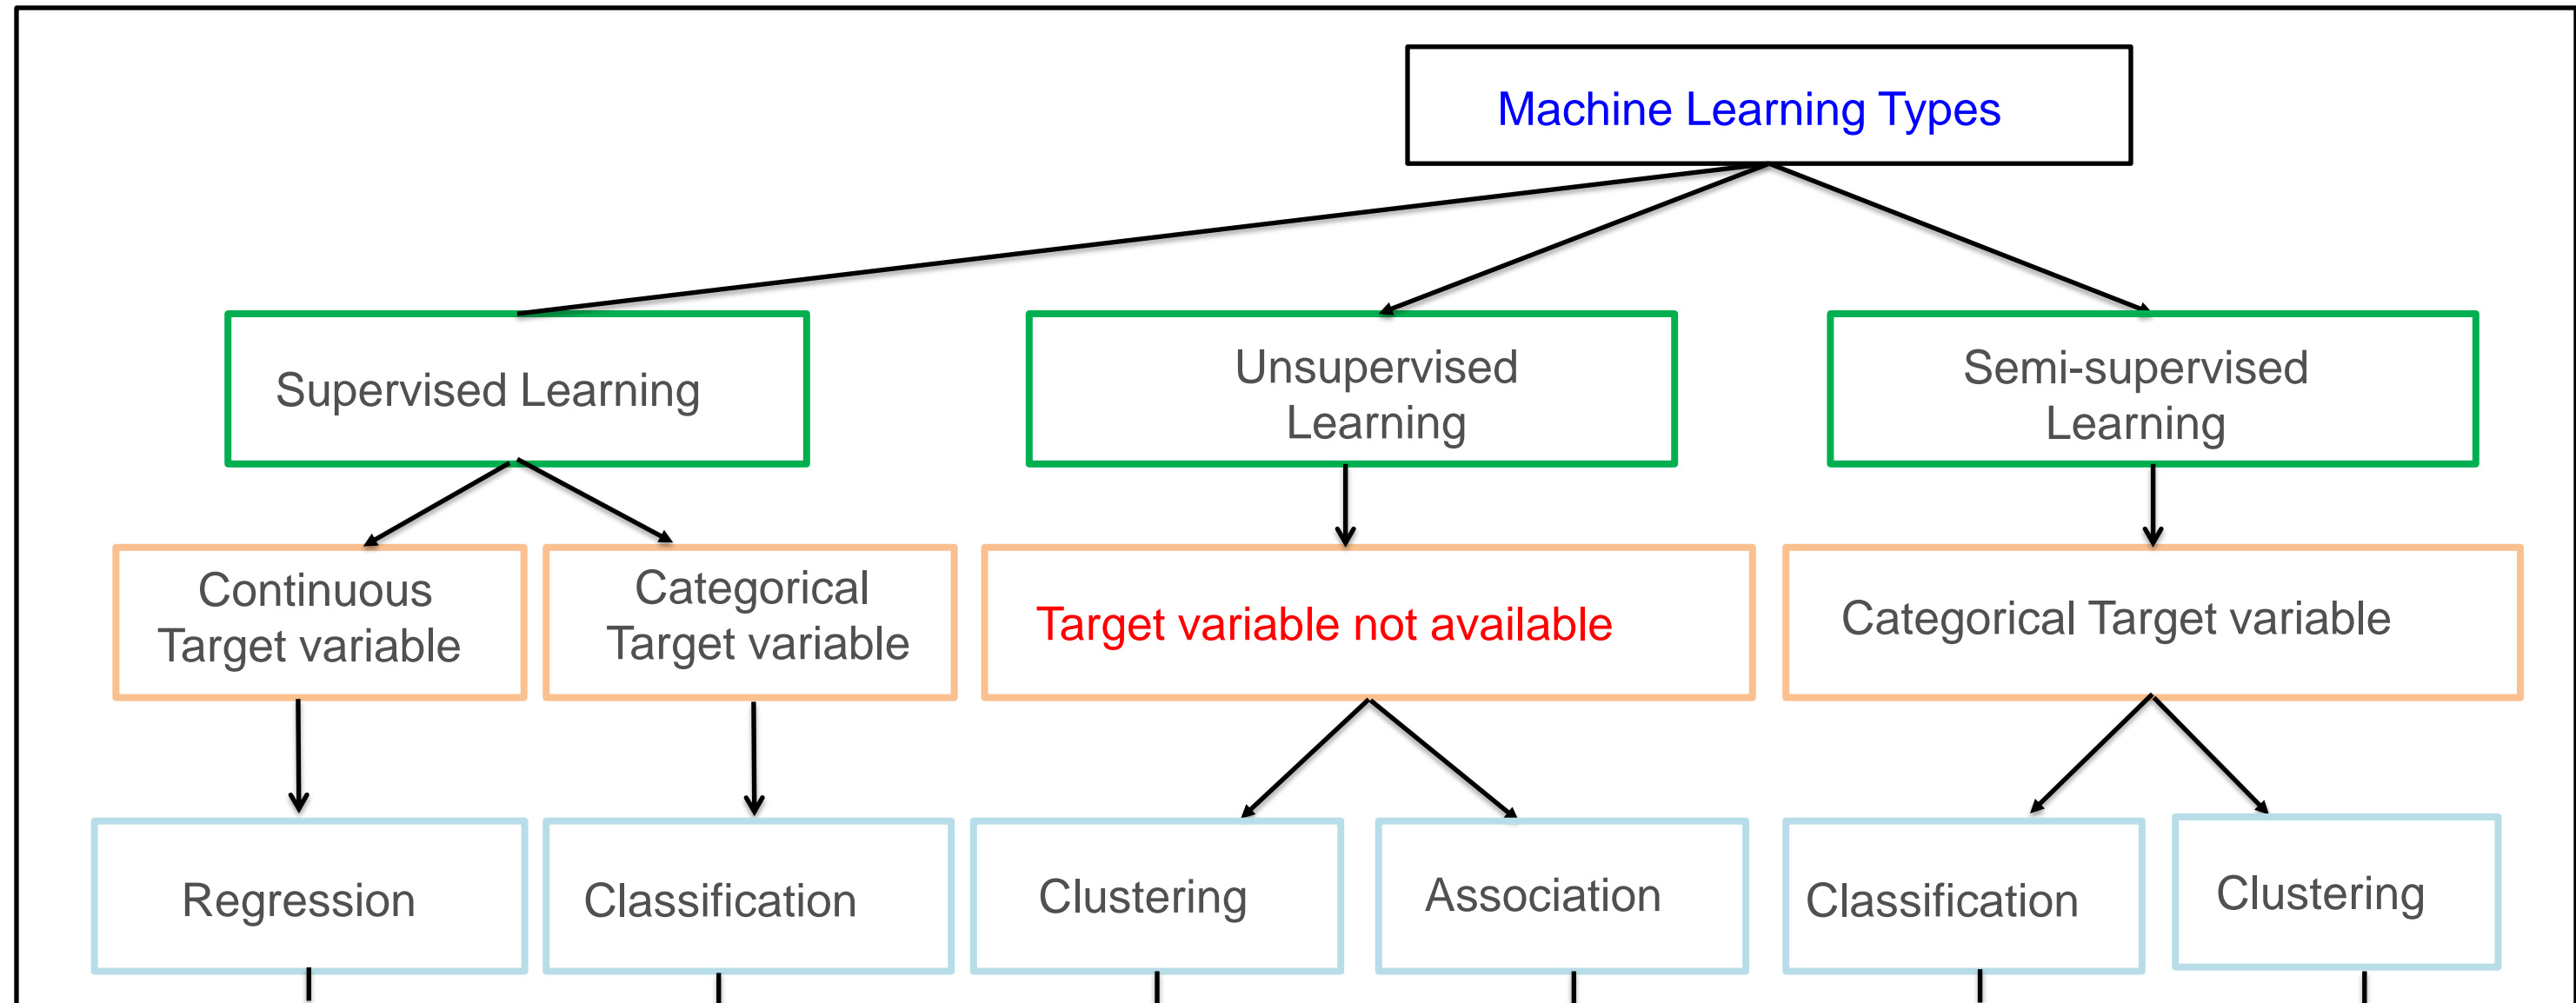 Machine Learning Types
Supervised Learning
Unsupervised
Learning
Semi-supervised
Learning
Continuous
Target variable
Categorical
Target variable
Target variable not available
Categorical Target variable
Regression
Classification
Clustering
Association
Classification
Clustering